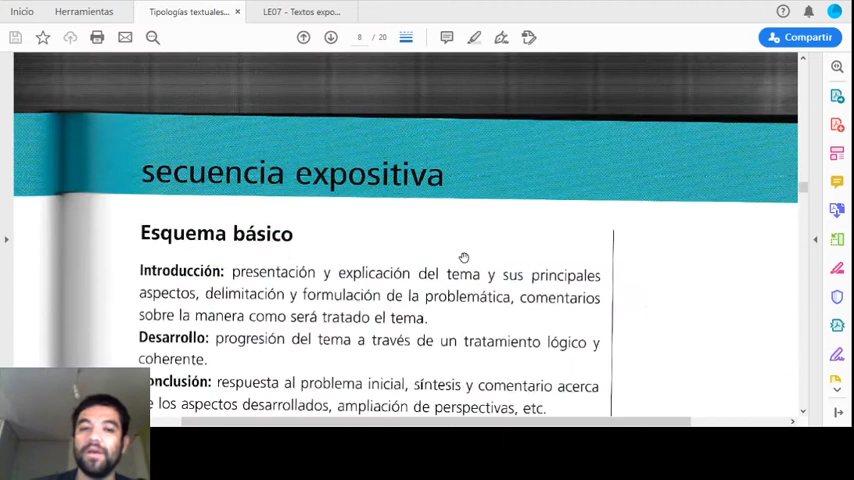 Inicio Herramientas Tipologías textuales... × LE07 - Textos expo...
8 / 20 Compartir
secuencia expositiva
Esquema básico
Introducción: presentación y explicación del tema y sus principales
aspectos, delimitación y formulación de la problemática, comentarios
sobre la manera como será tratado el tema.
Desarrollo: progresión del tema a través de un tratamiento lógico y
coherente.
onclusión: respuesta al problema inicial, síntesis y comentario acerca
e los aspectos desarrollados, ampliación de perspectivas, etc.